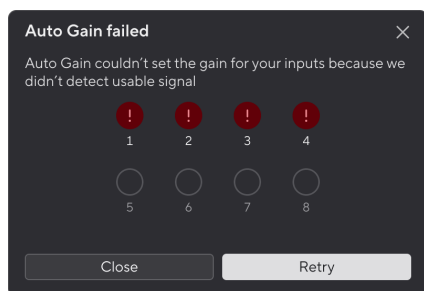 Auto Gain failed
Auto Gain couldn't set the gain for your inputs because we
didn't detect usable signal
! ! ! !
1 2 3 4
5 6 7 8
Close Retry